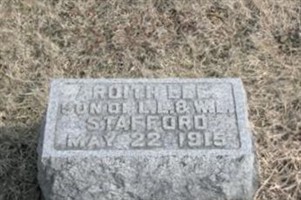 LEE
SON OF L.L. & W.L.
STAFFORD
MAY 22 1915